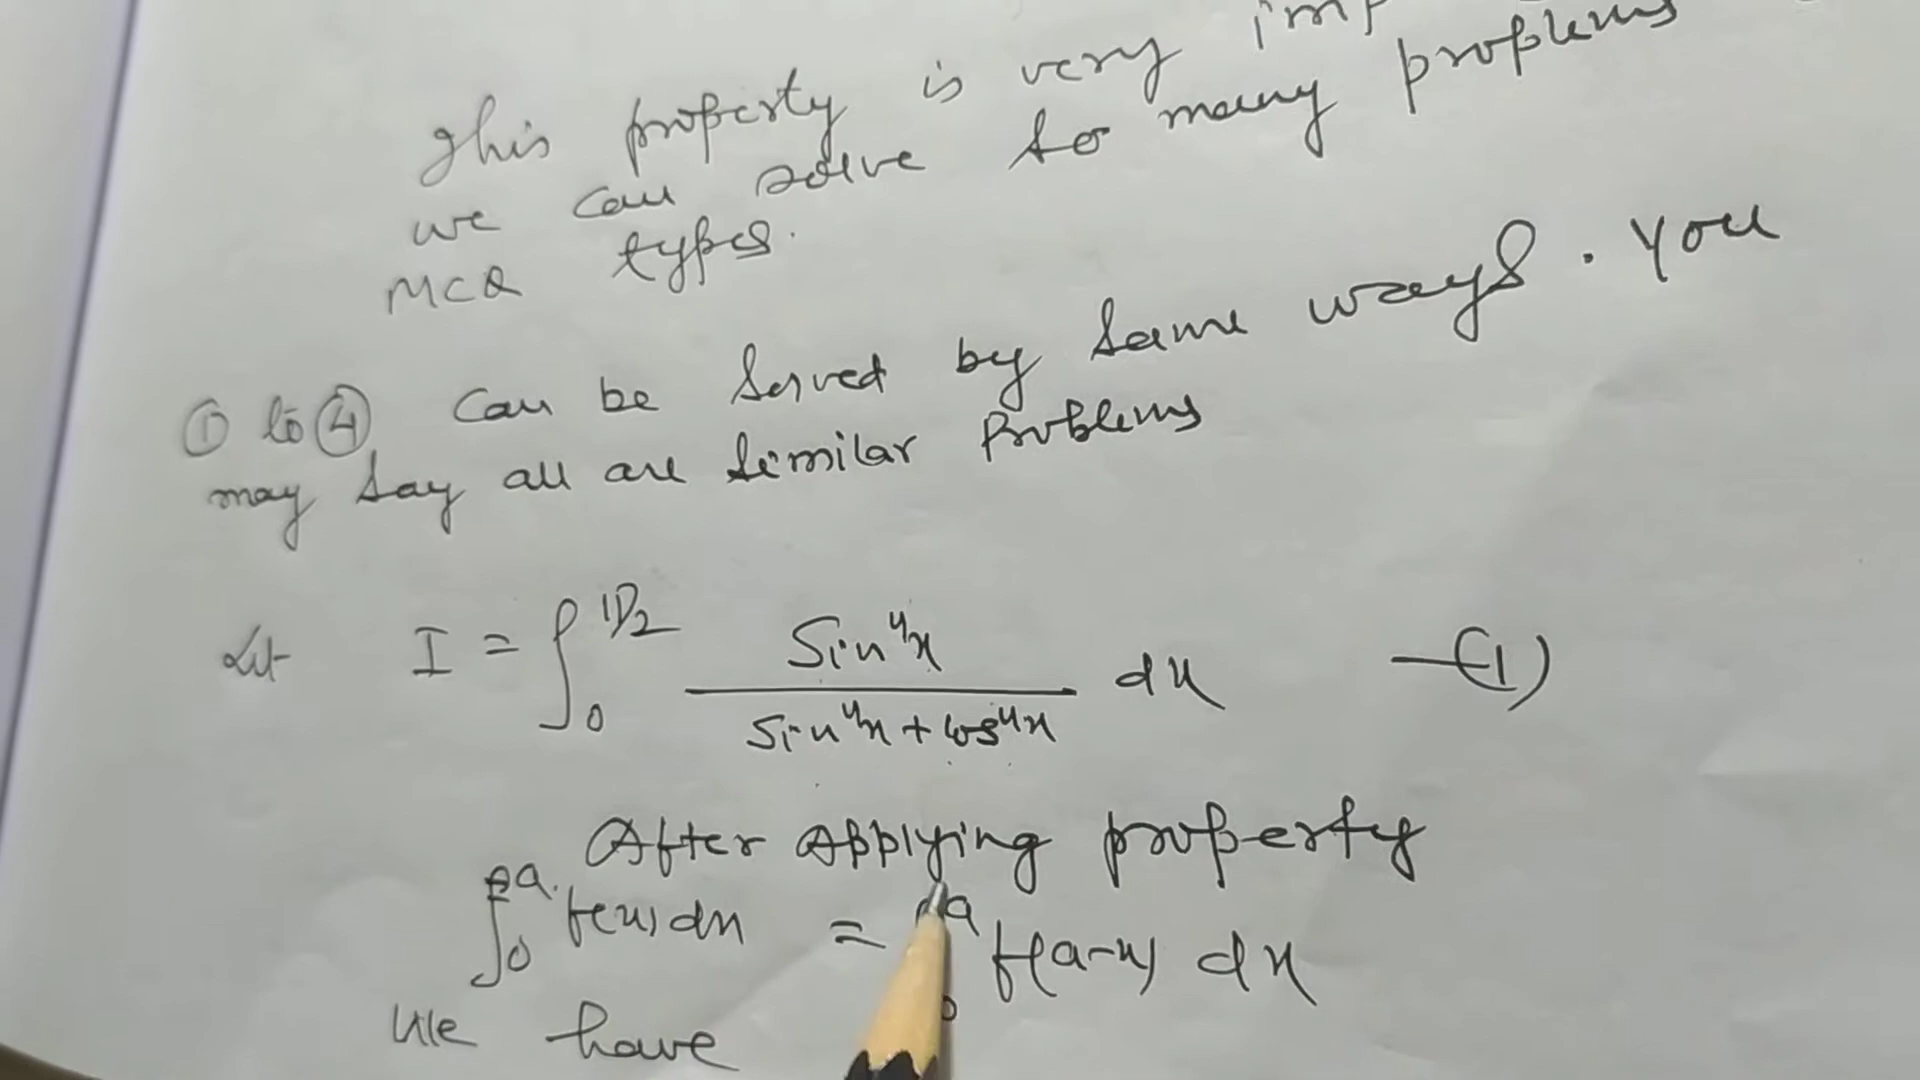 This property is very imp
we can solve so many problems
MCQ types.
① to ④ Can be Solved by Same ways. You
may Say all are Similar Problems
Let I = ∫₀^{π/2} Sin⁴x / (Sin⁴x + cos⁴x) dx —(1)
After Applying property
∫₀^a f(x) dx = ∫₀^a f(a-x) dx
We have